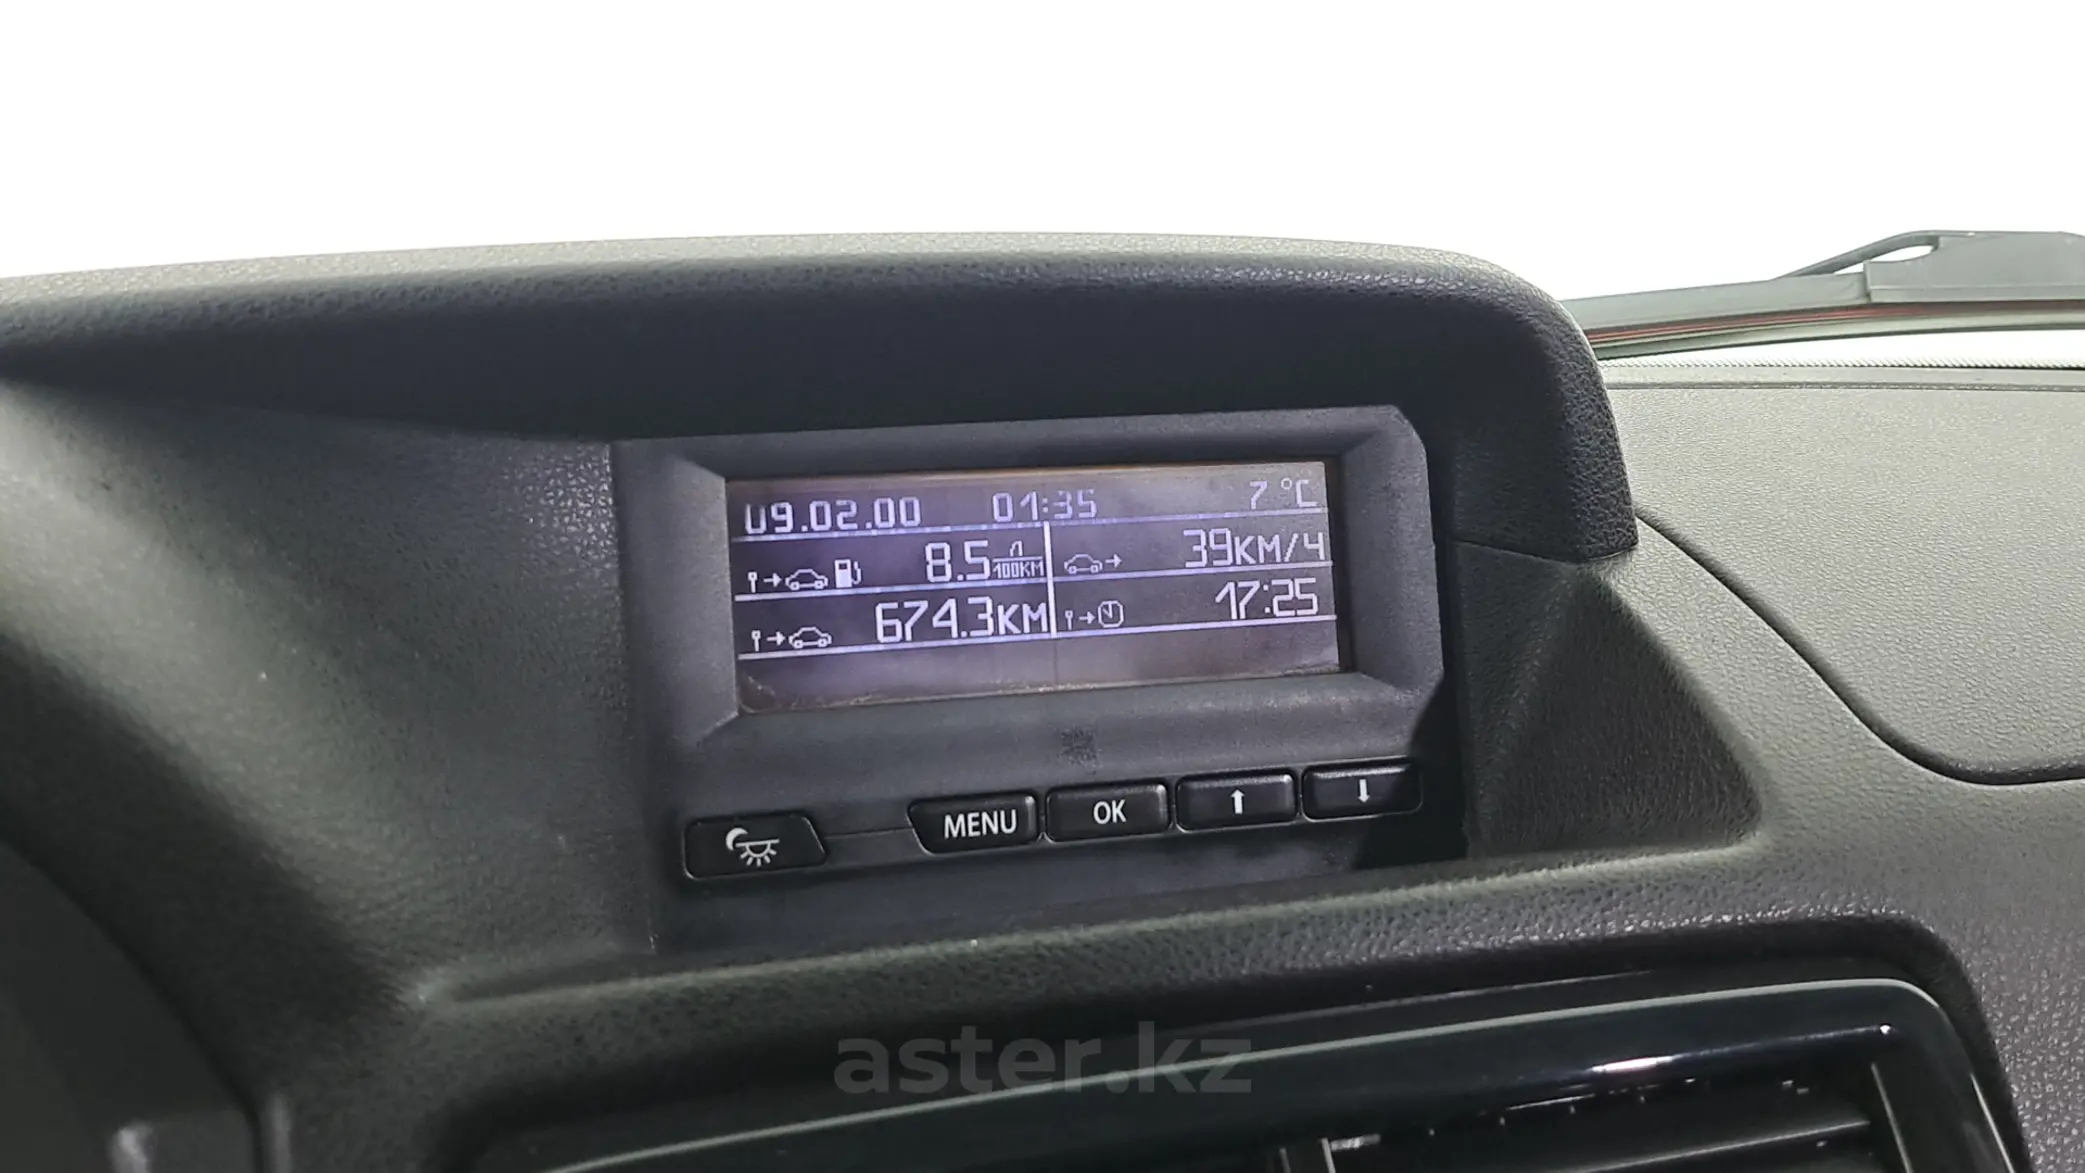 09.02.00 01:35 7 °C
8.5 Л/100КМ 39КМ/Ч
674.3КМ 17:25
MENU OK ↑ ↓
aster.kz